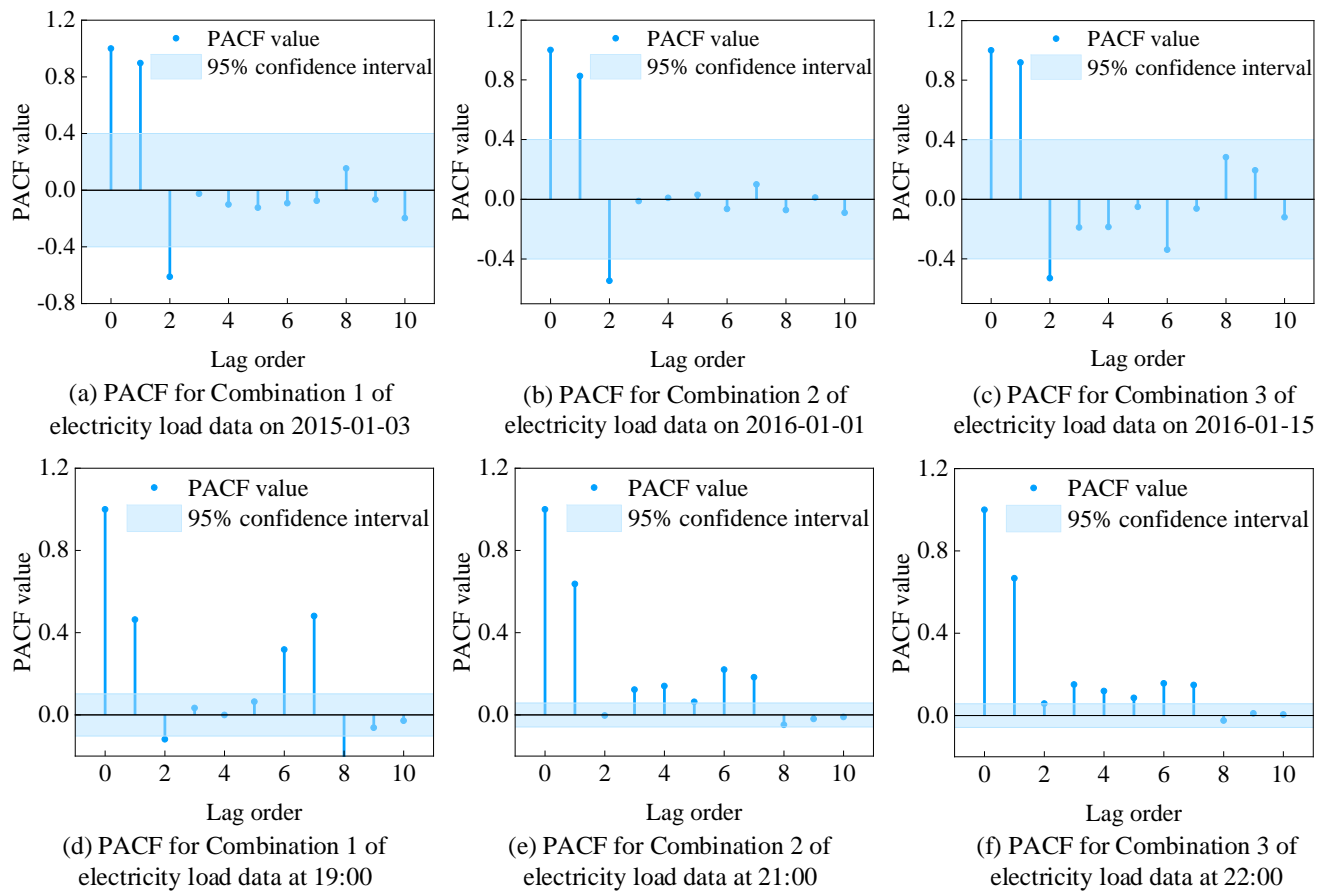 1.2
0.8
0.4
0.0
-0.4
-0.8
PACF value
PACF value
95% confidence interval
0 2 4 6 8 10
Lag order
(a) PACF for Combination 1 of
electricity load data on 2015-01-03
1.2
0.8
0.4
0.0
-0.4
PACF value
PACF value
95% confidence interval
0 2 4 6 8 10
Lag order
(b) PACF for Combination 2 of
electricity load data on 2016-01-01
1.2
0.8
0.4
0.0
-0.4
PACF value
PACF value
95% confidence interval
0 2 4 6 8 10
Lag order
(c) PACF for Combination 3 of
electricity load data on 2016-01-15
1.2
0.8
0.4
0.0
PACF value
PACF value
95% confidence interval
0 2 4 6 8 10
Lag order
(d) PACF for Combination 1 of
electricity load data at 19:00
1.2
0.8
0.4
0.0
PACF value
PACF value
95% confidence interval
0 2 4 6 8 10
Lag order
(e) PACF for Combination 2 of
electricity load data at 21:00
1.2
0.8
0.4
0.0
PACF value
PACF value
95% confidence interval
0 2 4 6 8 10
Lag order
(f) PACF for Combination 3 of
electricity load data at 22:00